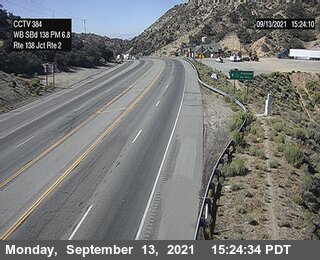 CCTV 384
WB SBd 138 PM 6.8
Rte 138 Jct Rte 2
09/13/2021 15:24:10
Monday, September 13, 2021 15:24:34 PDT